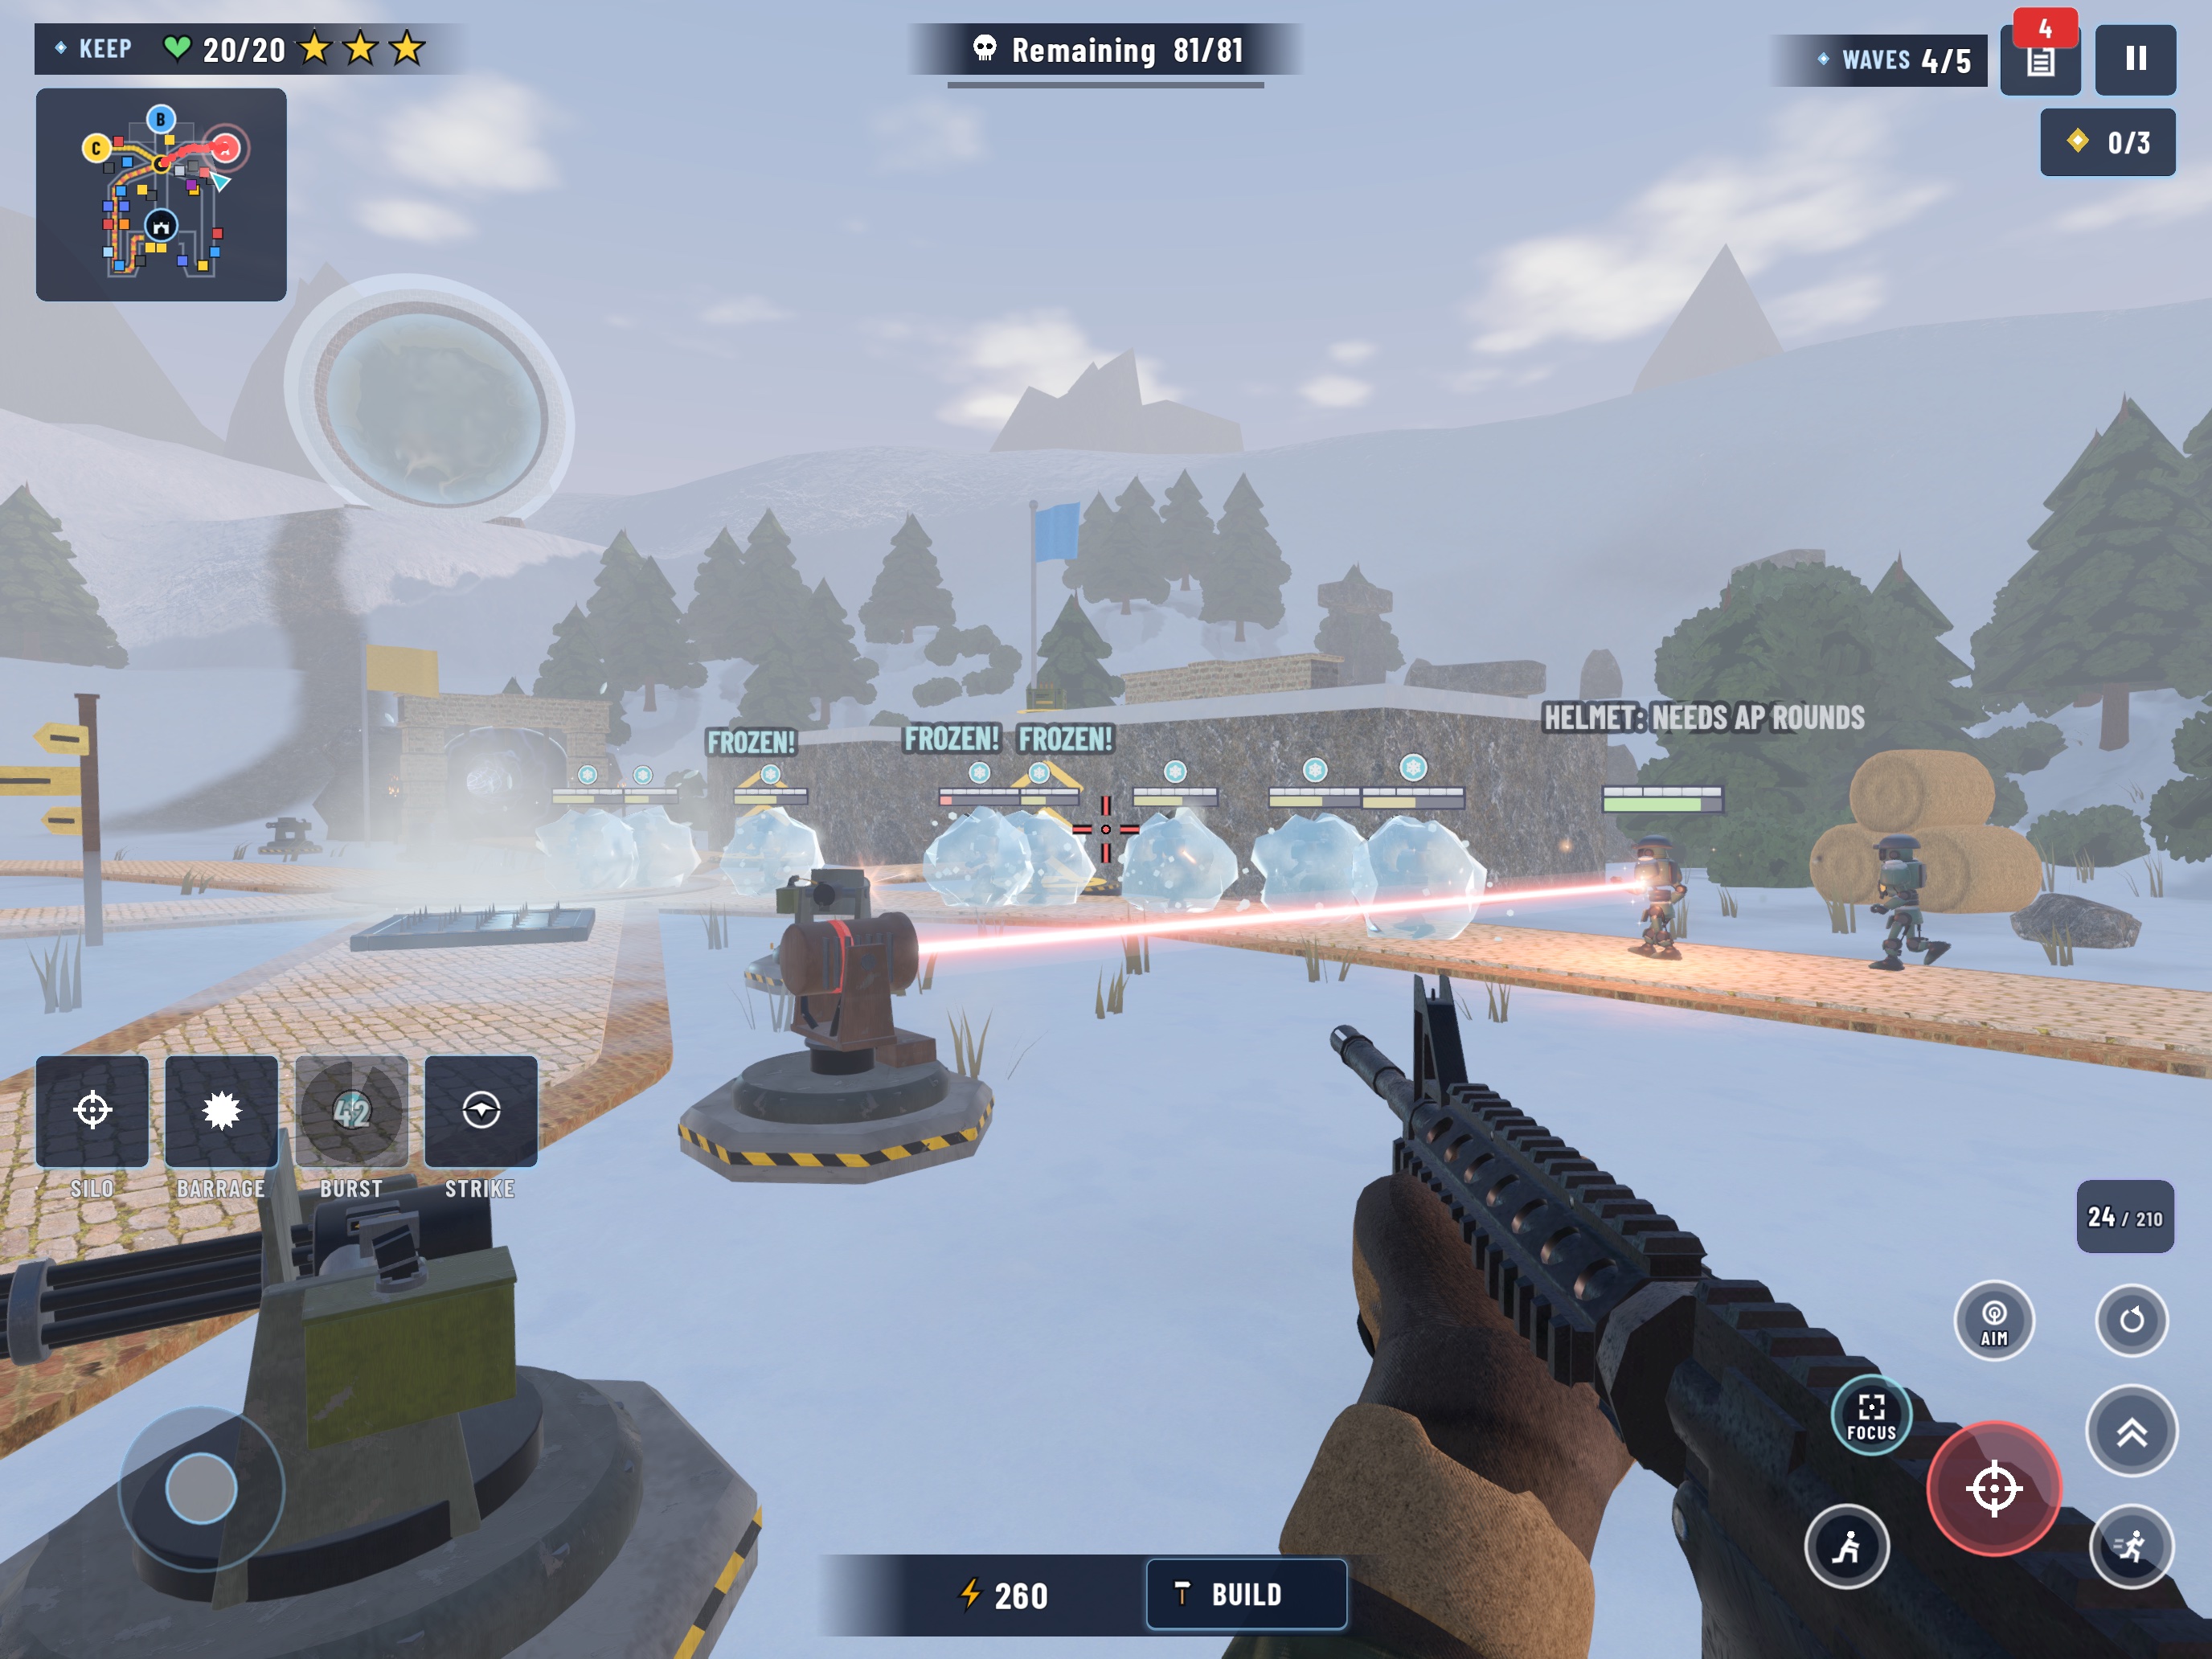 KEEP 20/20
Remaining 81/81
WAVES 4/5
4
0/3
B
C
A
HELMET: NEEDS AP ROUNDS
FROZEN!
FROZEN!
FROZEN!
42
SILO
BARRAGE
BURST
STRIKE
24 / 210
AIM
FOCUS
260
BUILD